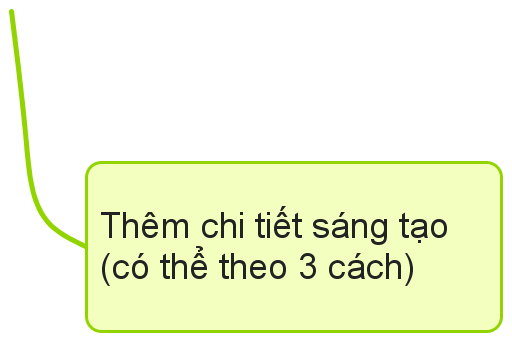 Thêm chi tiết sáng tạo
(có thể theo 3 cách)